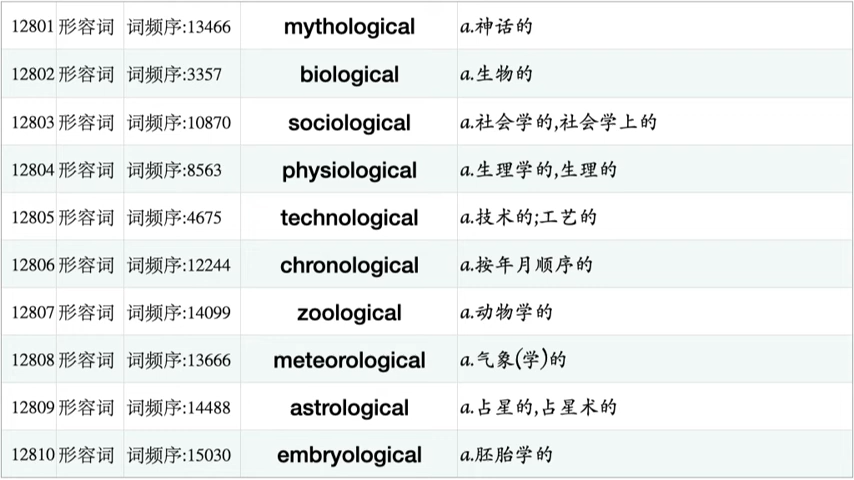 12801 形容词 词频序:13466 mythological a.神话的
12802 形容词 词频序:3357 biological a.生物的
12803 形容词 词频序:10870 sociological a.社会学的,社会学上的
12804 形容词 词频序:8563 physiological a.生理学的,生理的
12805 形容词 词频序:4675 technological a.技术的;工艺的
12806 形容词 词频序:12244 chronological a.按年月顺序的
12807 形容词 词频序:14099 zoological a.动物学的
12808 形容词 词频序:13666 meteorological a.气象(学)的
12809 形容词 词频序:14488 astrological a.占星的,占星术的
12810 形容词 词频序:15030 embryological a.胚胎学的